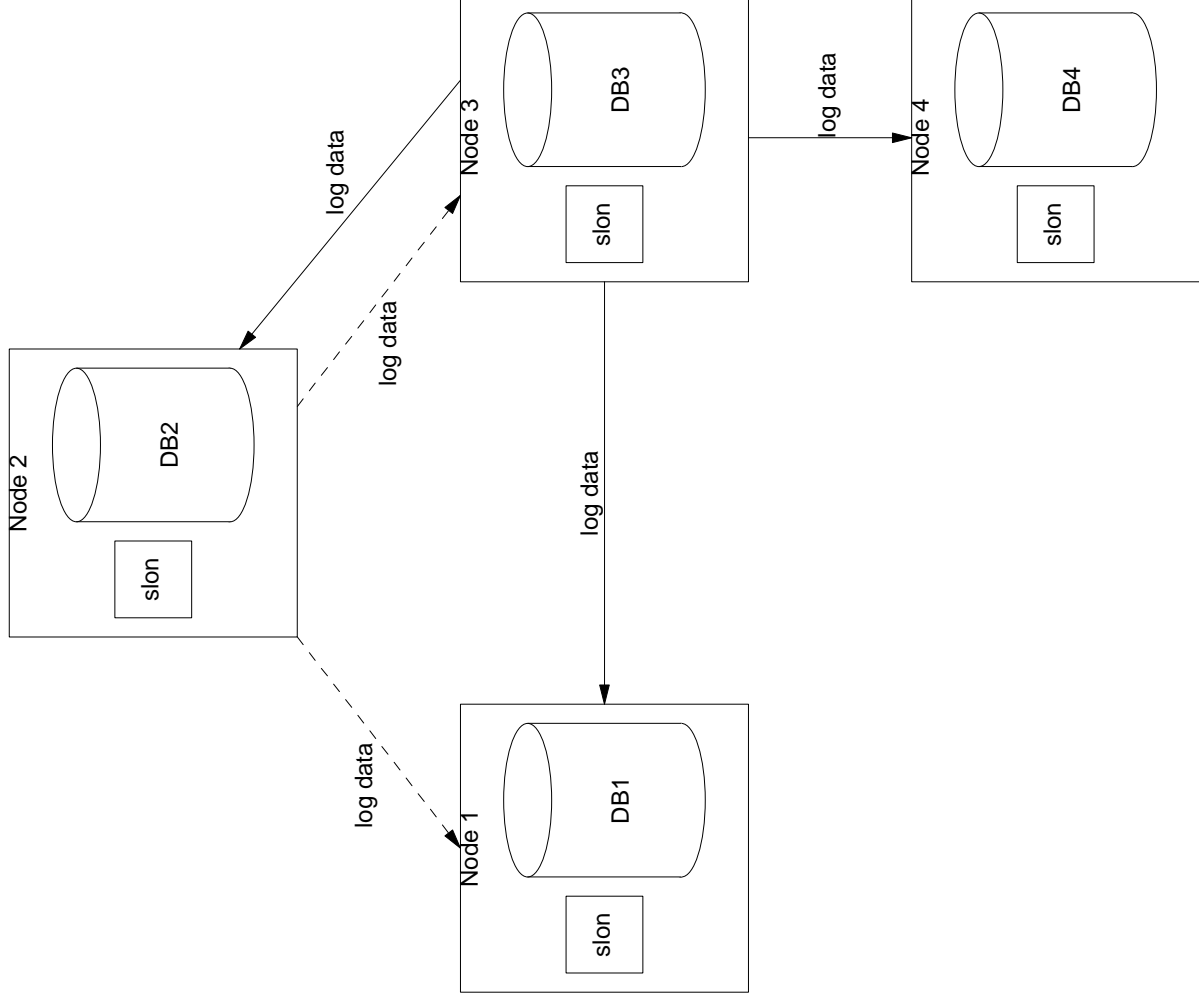 Node 2
DB2
slon
log data
log data
log data
Node 3
DB3
slon
log data
log data
Node 1
DB1
slon
Node 4
DB4
slon